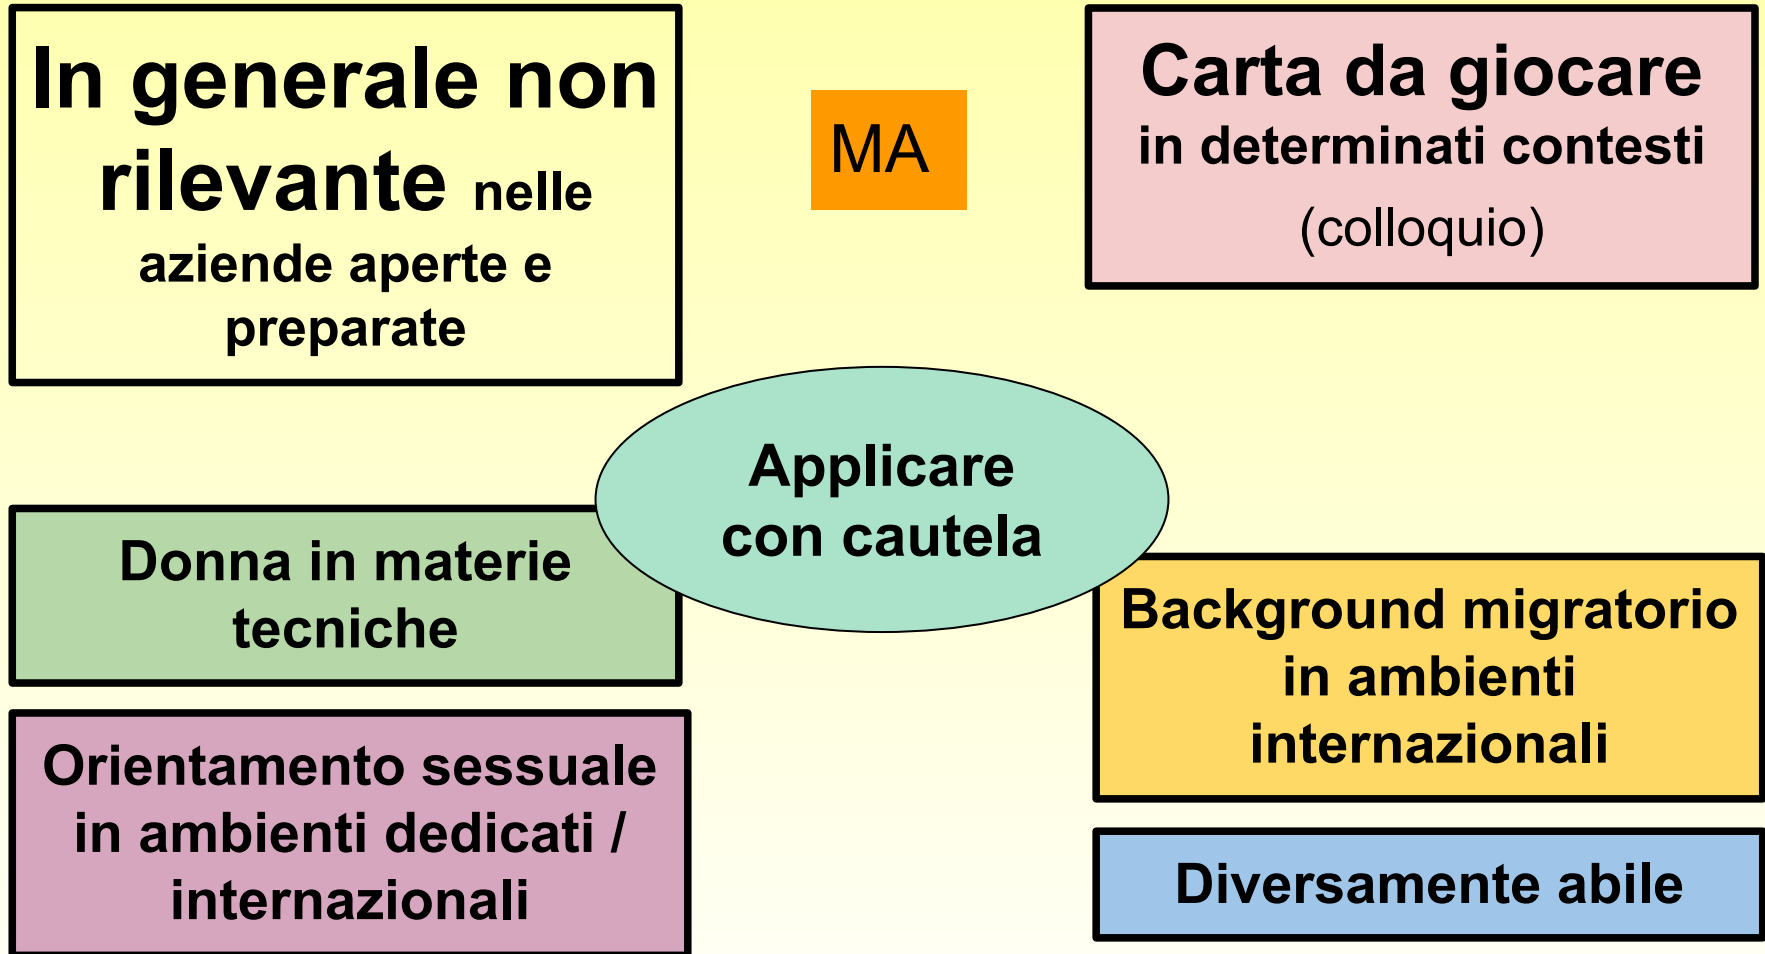 In generale non
rilevante nelle
aziende aperte e
preparate
MA
Carta da giocare
in determinati contesti
(colloquio)
Applicare
con cautela
Donna in materie
tecniche
Background migratorio
in ambienti
internazionali
Orientamento sessuale
in ambienti dedicati /
internazionali
Diversamente abile